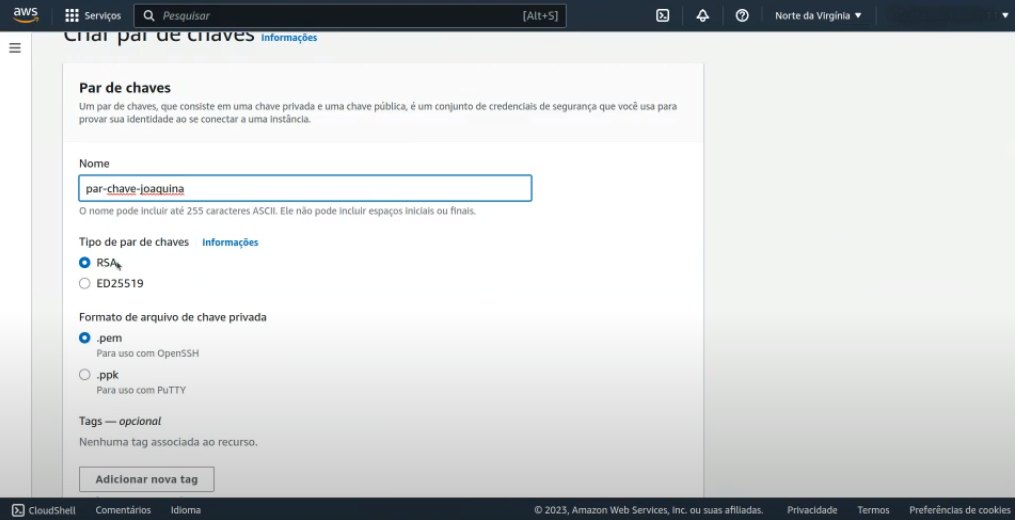 aws
Serviços
Pesquisar
[Alt+S]
Norte da Virgínia
Criar par de chaves Informações
Par de chaves
Um par de chaves, que consiste em uma chave privada e uma chave pública, é um conjunto de credenciais de segurança que você usa para
provar sua identidade ao se conectar a uma instância.
Nome
par-chave-joaquina
O nome pode incluir até 255 caracteres ASCII. Ele não pode incluir espaços iniciais ou finais.
Tipo de par de chaves Informações
RSA
ED25519
Formato de arquivo de chave privada
.pem
Para uso com OpenSSH
.ppk
Para uso com PuTTY
Tags — opcional
Nenhuma tag associada ao recurso.
Adicionar nova tag
CloudShell
Comentários
Idioma
© 2023, Amazon Web Services, Inc. ou suas afiliadas.
Privacidade
Termos
Preferências de cookies